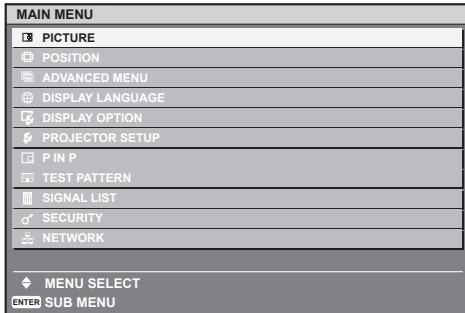 MAIN MENU
PICTURE
POSITION
ADVANCED MENU
DISPLAY LANGUAGE
DISPLAY OPTION
PROJECTOR SETUP
P IN P
TEST PATTERN
SIGNAL LIST
SECURITY
NETWORK
MENU SELECT
ENTER SUB MENU